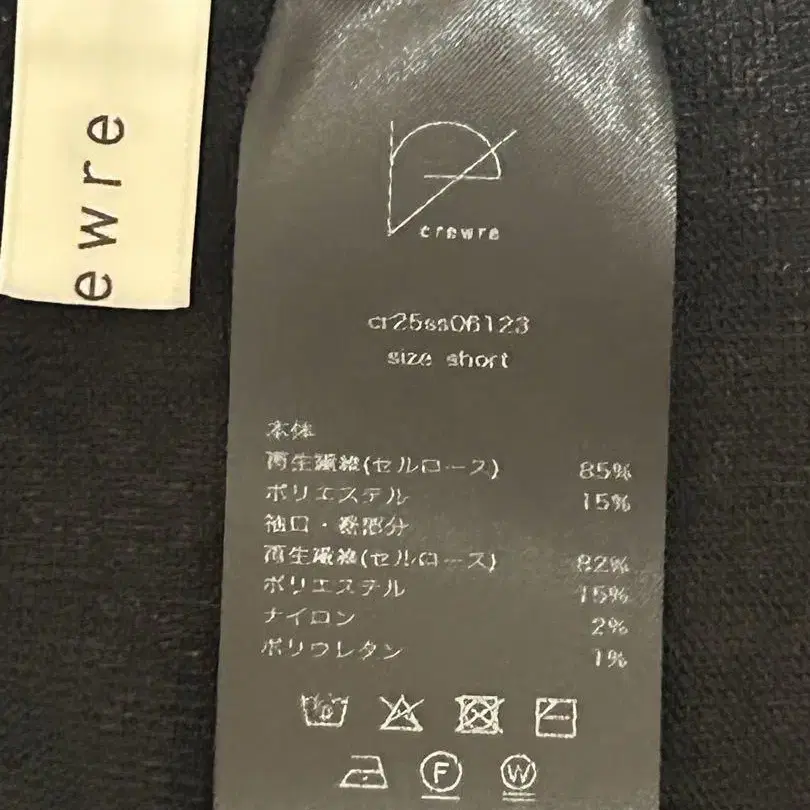 ewre
crewre
cr25ss06123
size short
本体
再生繊維(セルロース) 85%
ポリエステル 15%
袖口・裾部分
再生繊維(セルロース) 82%
ポリエステル 15%
ナイロン 2%
ポリウレタン 1%
F W